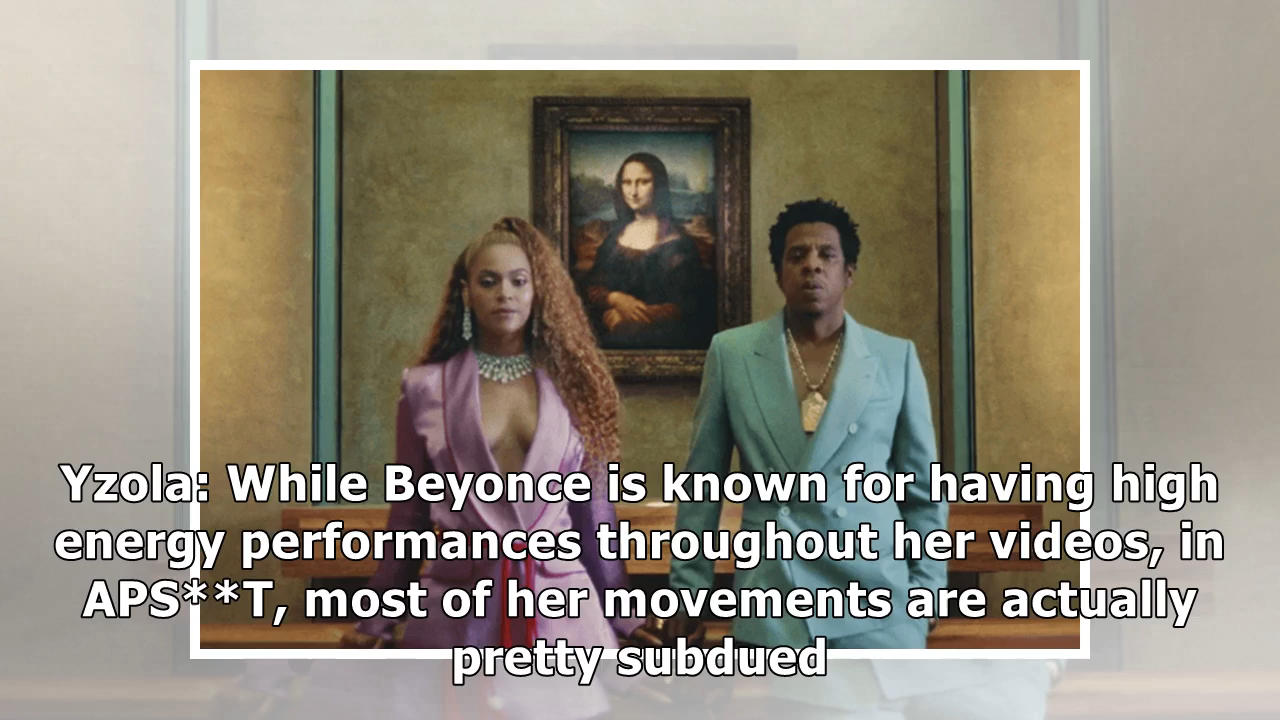 Yzola: While Beyonce is known for having high
energy performances throughout her videos, in
APS**T, most of her movements are actually
pretty subdued